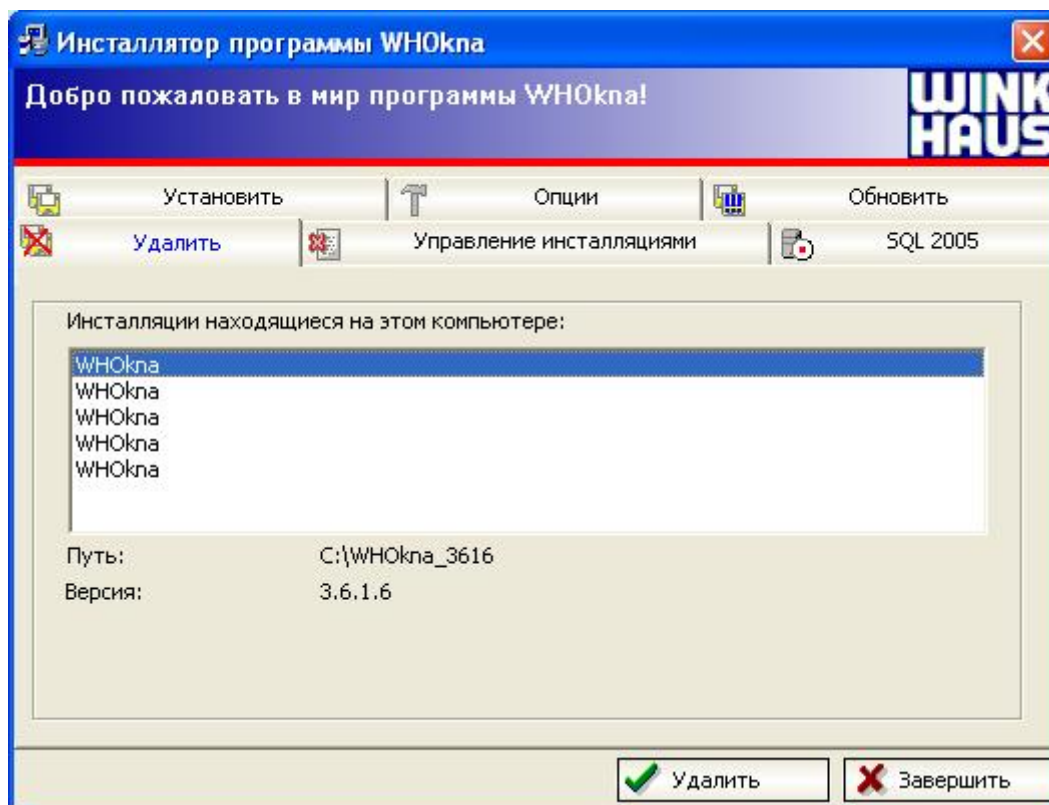 Инсталлятор программы WHOkna
Добро пожаловать в мир программы WHOkna!
WINK
HAUS
Установить
Опции
Обновить
Удалить
Управление инсталляциями
SQL 2005
Инсталляции находящиеся на этом компьютере:
WHOkna
WHOkna
WHOkna
WHOkna
WHOkna
Путь: C:\WHOkna_3616
Версия: 3.6.1.6
Удалить
Завершить